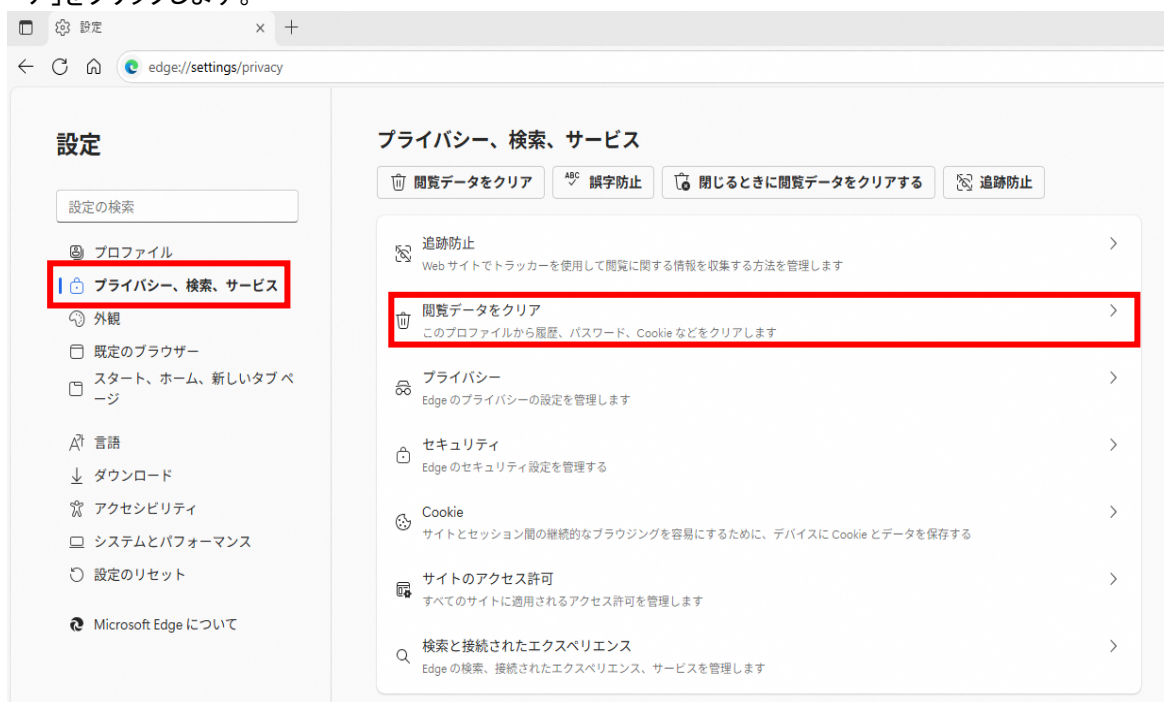 ア」をクリックします。
設定
edge://settings/privacy
設定
設定の検索
プロファイル
プライバシー、検索、サービス
外観
既定のブラウザー
スタート、ホーム、新しいタブ ペ
ージ
言語
ダウンロード
アクセシビリティ
システムとパフォーマンス
設定のリセット
Microsoft Edge について
プライバシー、検索、サービス
閲覧データをクリア
ABC 誤字防止
閉じるときに閲覧データをクリアする
追跡防止
追跡防止
Web サイトでトラッカーを使用して閲覧に関する情報を収集する方法を管理します
閲覧データをクリア
このプロファイルから履歴、パスワード、Cookie などをクリアします
プライバシー
Edge のプライバシーの設定を管理します
セキュリティ
Edge のセキュリティ設定を管理する
Cookie
サイトとセッション間の継続的なブラウジングを容易にするために、デバイスに Cookie とデータを保存する
サイトのアクセス許可
すべてのサイトに適用されるアクセス許可を管理します
検索と接続されたエクスペリエンス
Edge の検索、接続されたエクスペリエンス、サービスを管理します